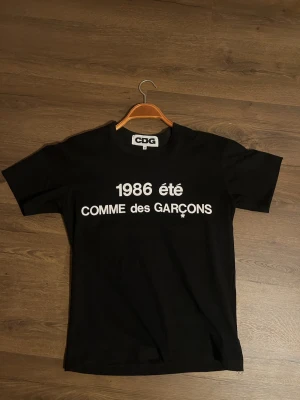 CDG
1986 été
COMME des GARÇONS